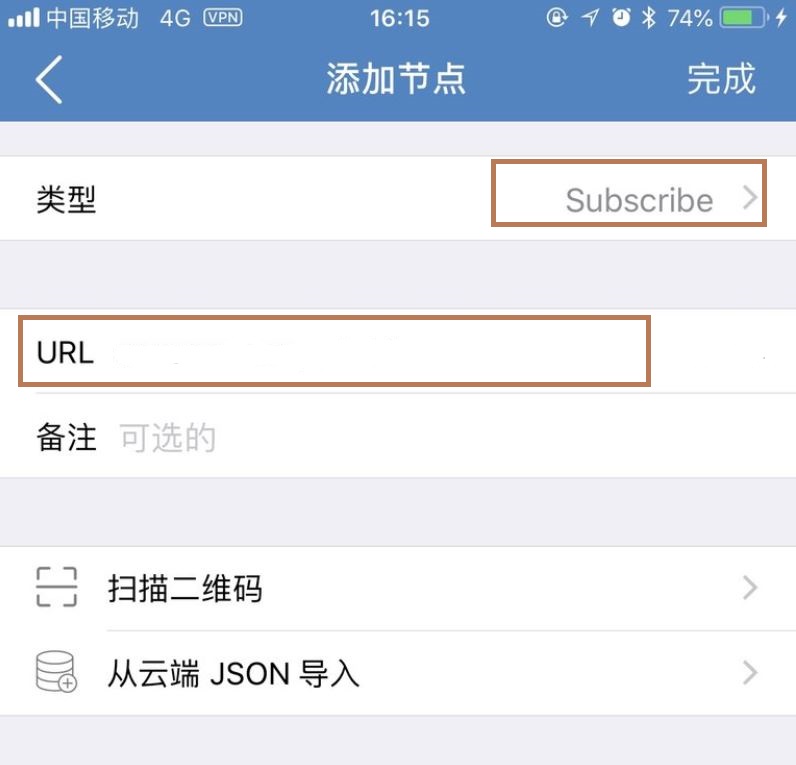 中国移动 4G VPN 16:15 74%
添加节点 完成
类型 Subscribe
URL
备注 可选的
扫描二维码
从云端 JSON 导入